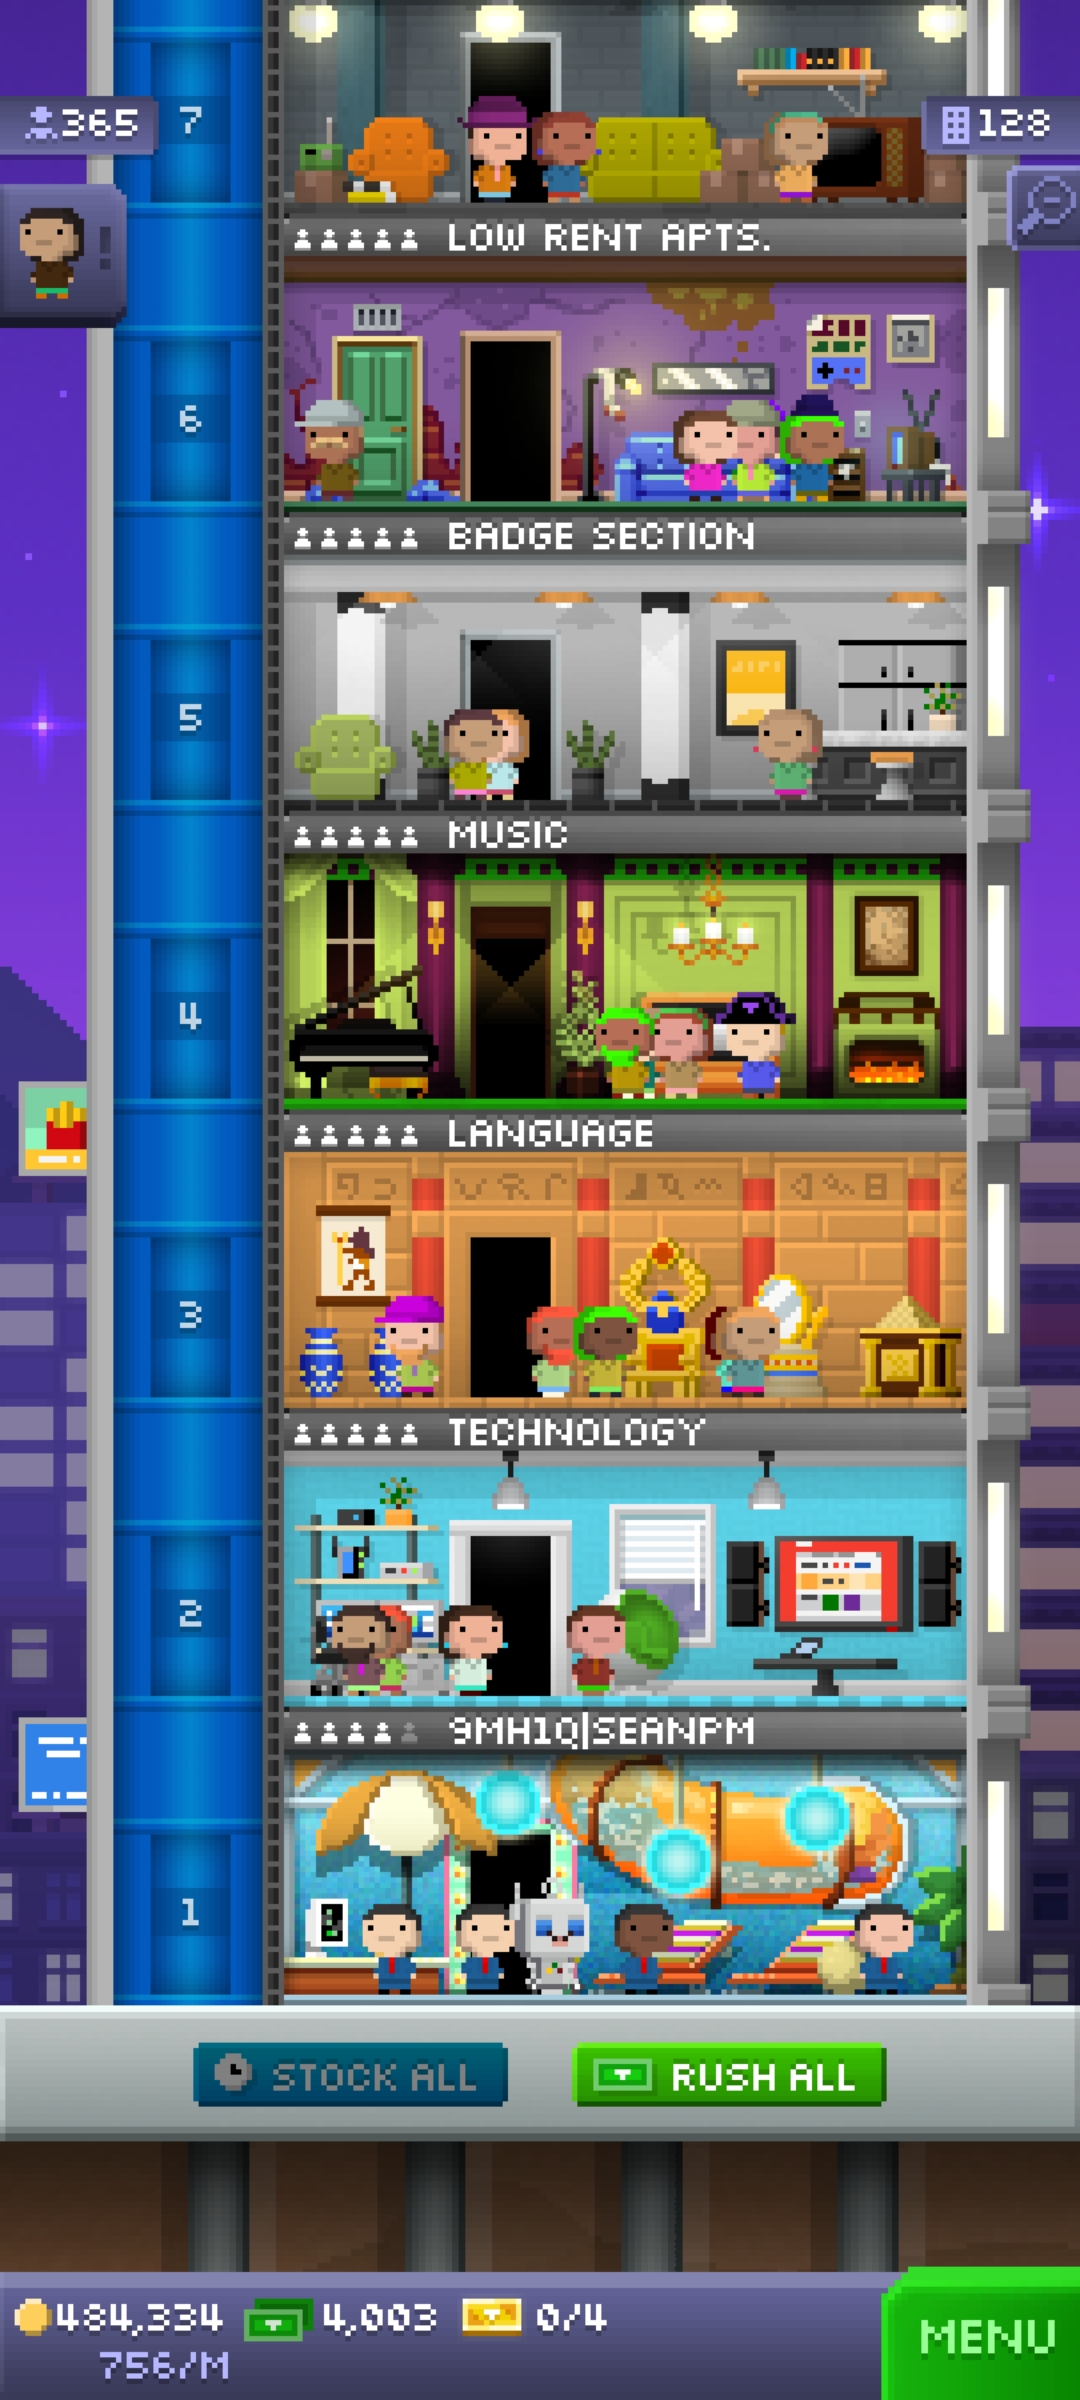 365
7
128
LOW RENT APTS.
6
BADGE SECTION
5
MUSIC
4
LANGUAGE
3
TECHNOLOGY
2
9MH1Q|SEANPM
1
STOCK ALL
RUSH ALL
484,334
4,003
0/4
756/M
MENU